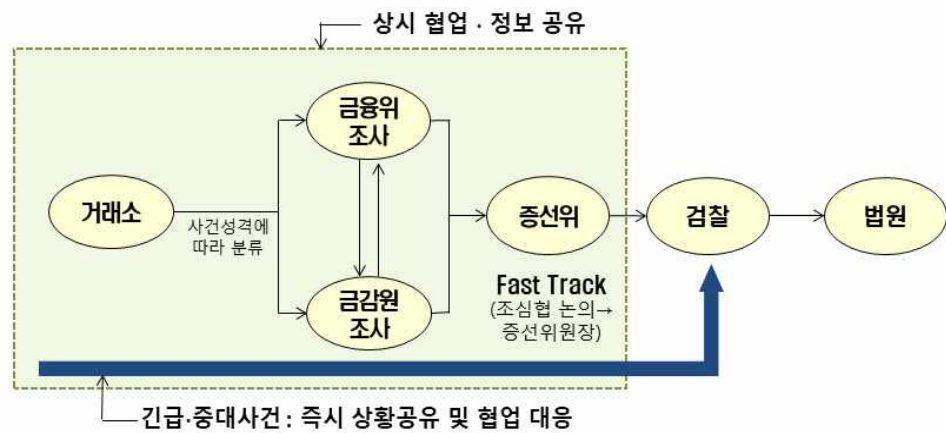 상시 협업 · 정보 공유
금융위
조사
거래소
사건성격에
따라 분류
증선위
검찰
법원
금감원
조사
Fast Track
(조심협 논의→
증선위원장)
긴급·중대사건 : 즉시 상황공유 및 협업 대응